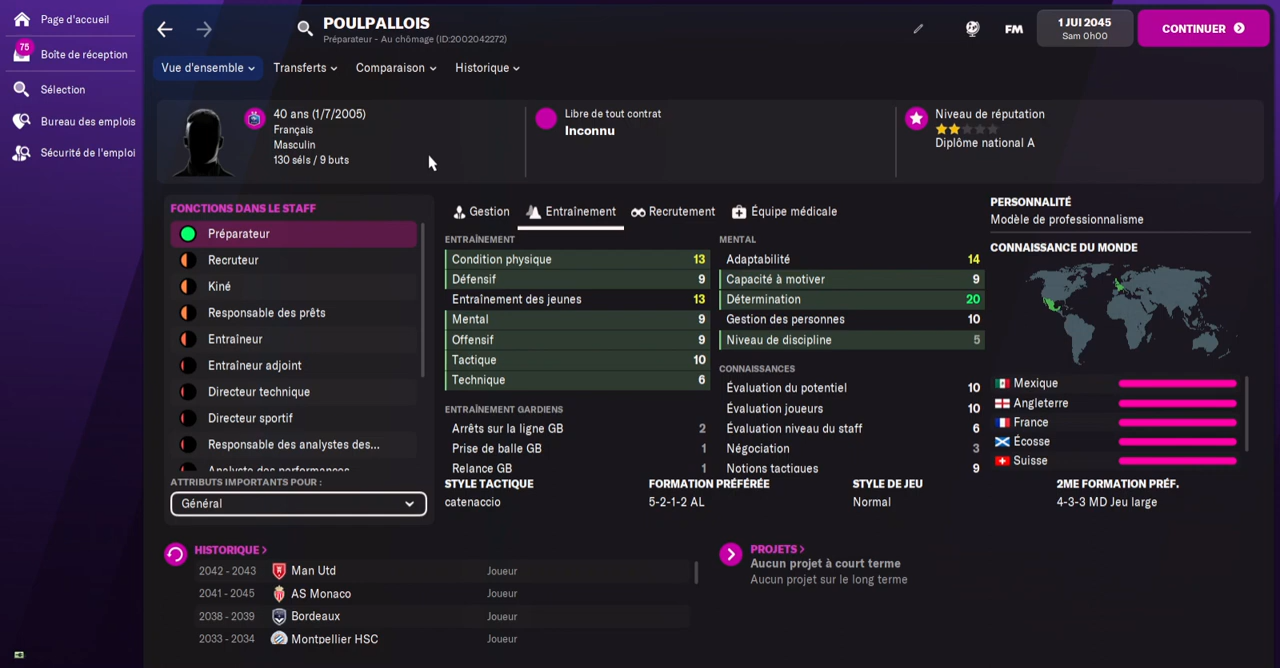 Page d'accueil
75
Boîte de réception
Sélection
Bureau des emplois
Sécurité de l'emploi
POULPALLOIS
Préparateur - Au chômage (ID:2002042272)
FM
1 JUI 2045
Sam 0h00
CONTINUER
Vue d'ensemble
Transferts
Comparaison
Historique
40 ans (1/7/2005)
Français
Masculin
130 séls / 9 buts
Libre de tout contrat
Inconnu
Niveau de réputation
Diplôme national A
FONCTIONS DANS LE STAFF
Préparateur
Recruteur
Kiné
Responsable des prêts
Entraîneur
Entraîneur adjoint
Directeur technique
Directeur sportif
Responsable des analystes des...
Analyste des performances
ATTRIBUTS IMPORTANTS POUR :
Général
Gestion
Entraînement
Recrutement
Équipe médicale
ENTRAÎNEMENT
Condition physique 13
Défensif 9
Entraînement des jeunes 13
Mental 9
Offensif 9
Tactique 10
Technique 6
ENTRAÎNEMENT GARDIENS
Arrêts sur la ligne GB 2
Prise de balle GB 1
Relance GB 1
MENTAL
Adaptabilité 14
Capacité à motiver 9
Détermination 20
Gestion des personnes 10
Niveau de discipline 5
CONNAISSANCES
Évaluation du potentiel 10
Évaluation joueurs 10
Évaluation niveau du staff 6
Négociation 3
Notions tactiques 9
STYLE TACTIQUE
catenaccio
FORMATION PRÉFÉRÉE
5-2-1-2 AL
STYLE DE JEU
Normal
2ME FORMATION PRÉF.
4-3-3 MD Jeu large
PERSONNALITÉ
Modèle de professionalisme
CONNAISSANCE DU MONDE
Mexique
Angleterre
France
Écosse
Suisse
HISTORIQUE >
2042 - 2043 Man Utd Joueur
2041 - 2045 AS Monaco Joueur
2038 - 2039 Bordeaux Joueur
2033 - 2034 Montpellier HSC Joueur
PROJETS >
Aucun projet à court terme
Aucun projet sur le long terme